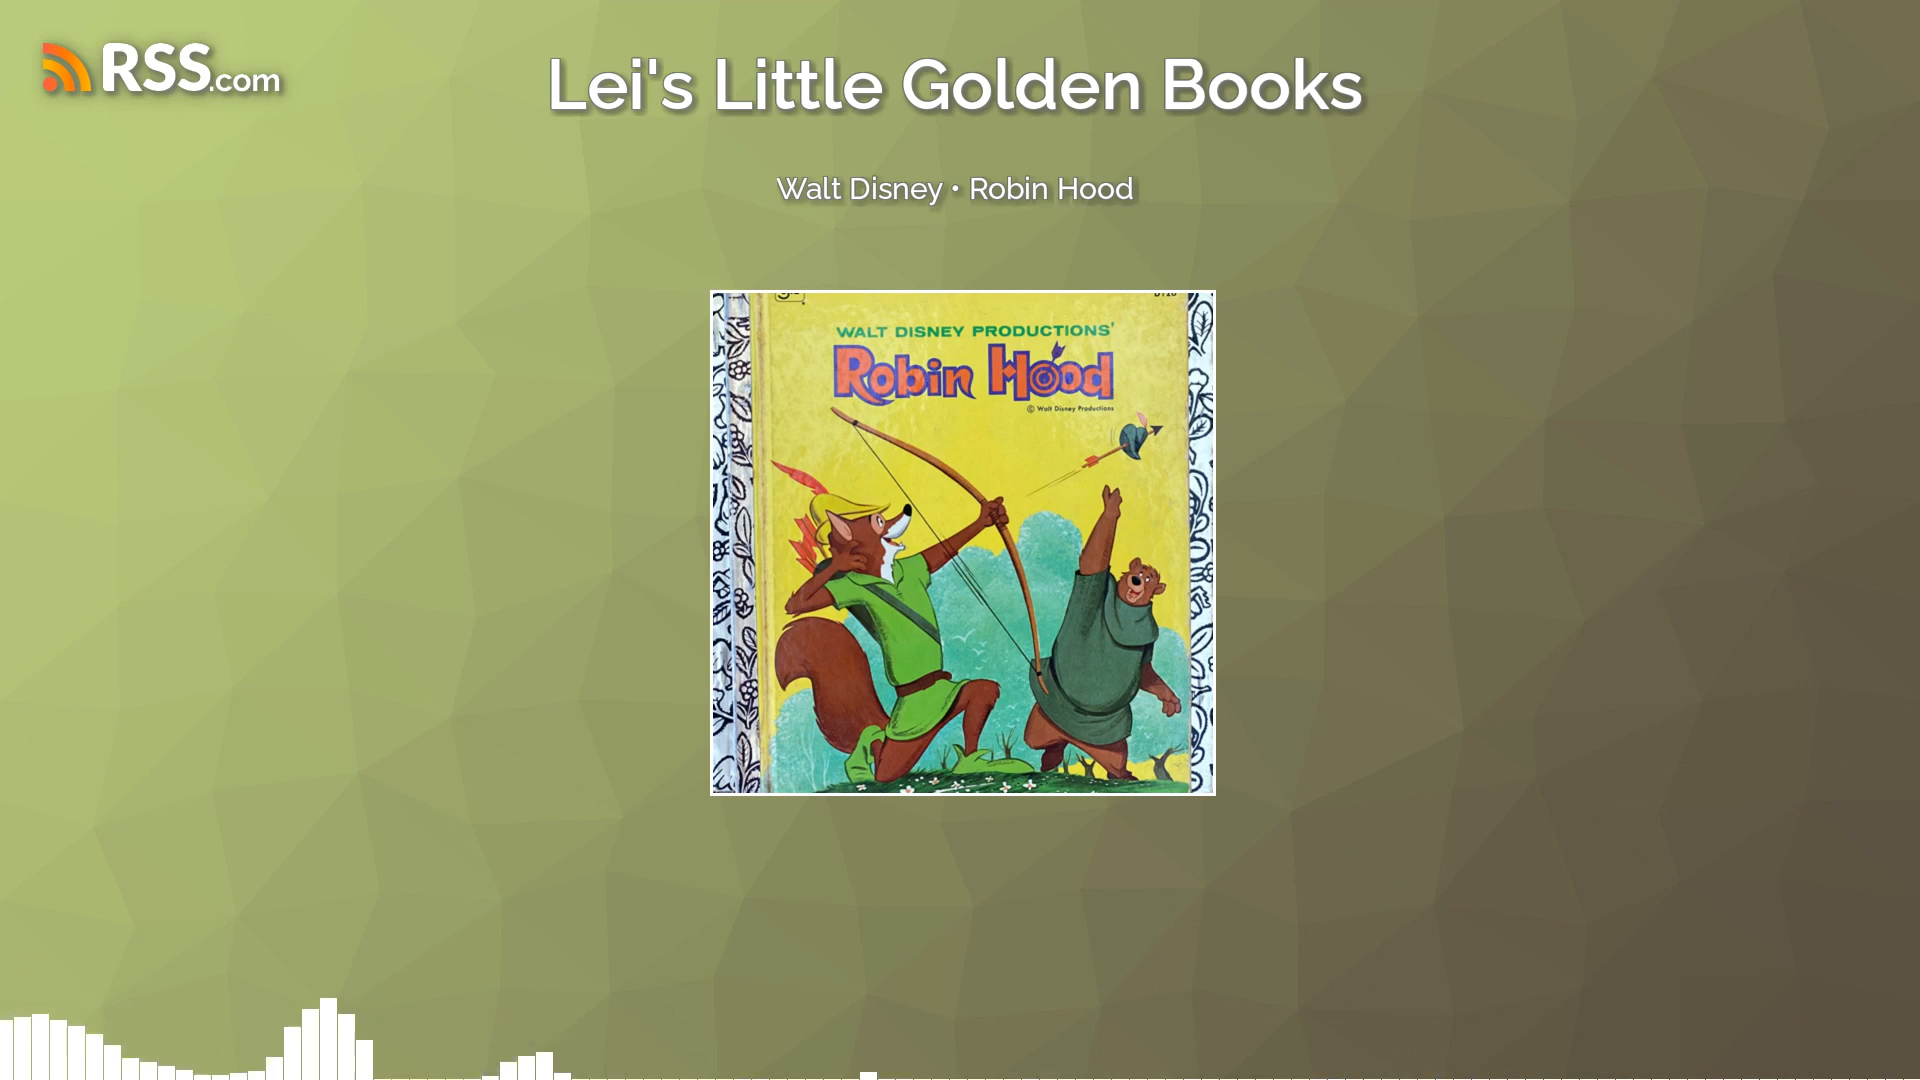 RSS.com
Lei's Little Golden Books
Walt Disney • Robin Hood
WALT DISNEY PRODUCTIONS'
Robin Hood
© Walt Disney Productions